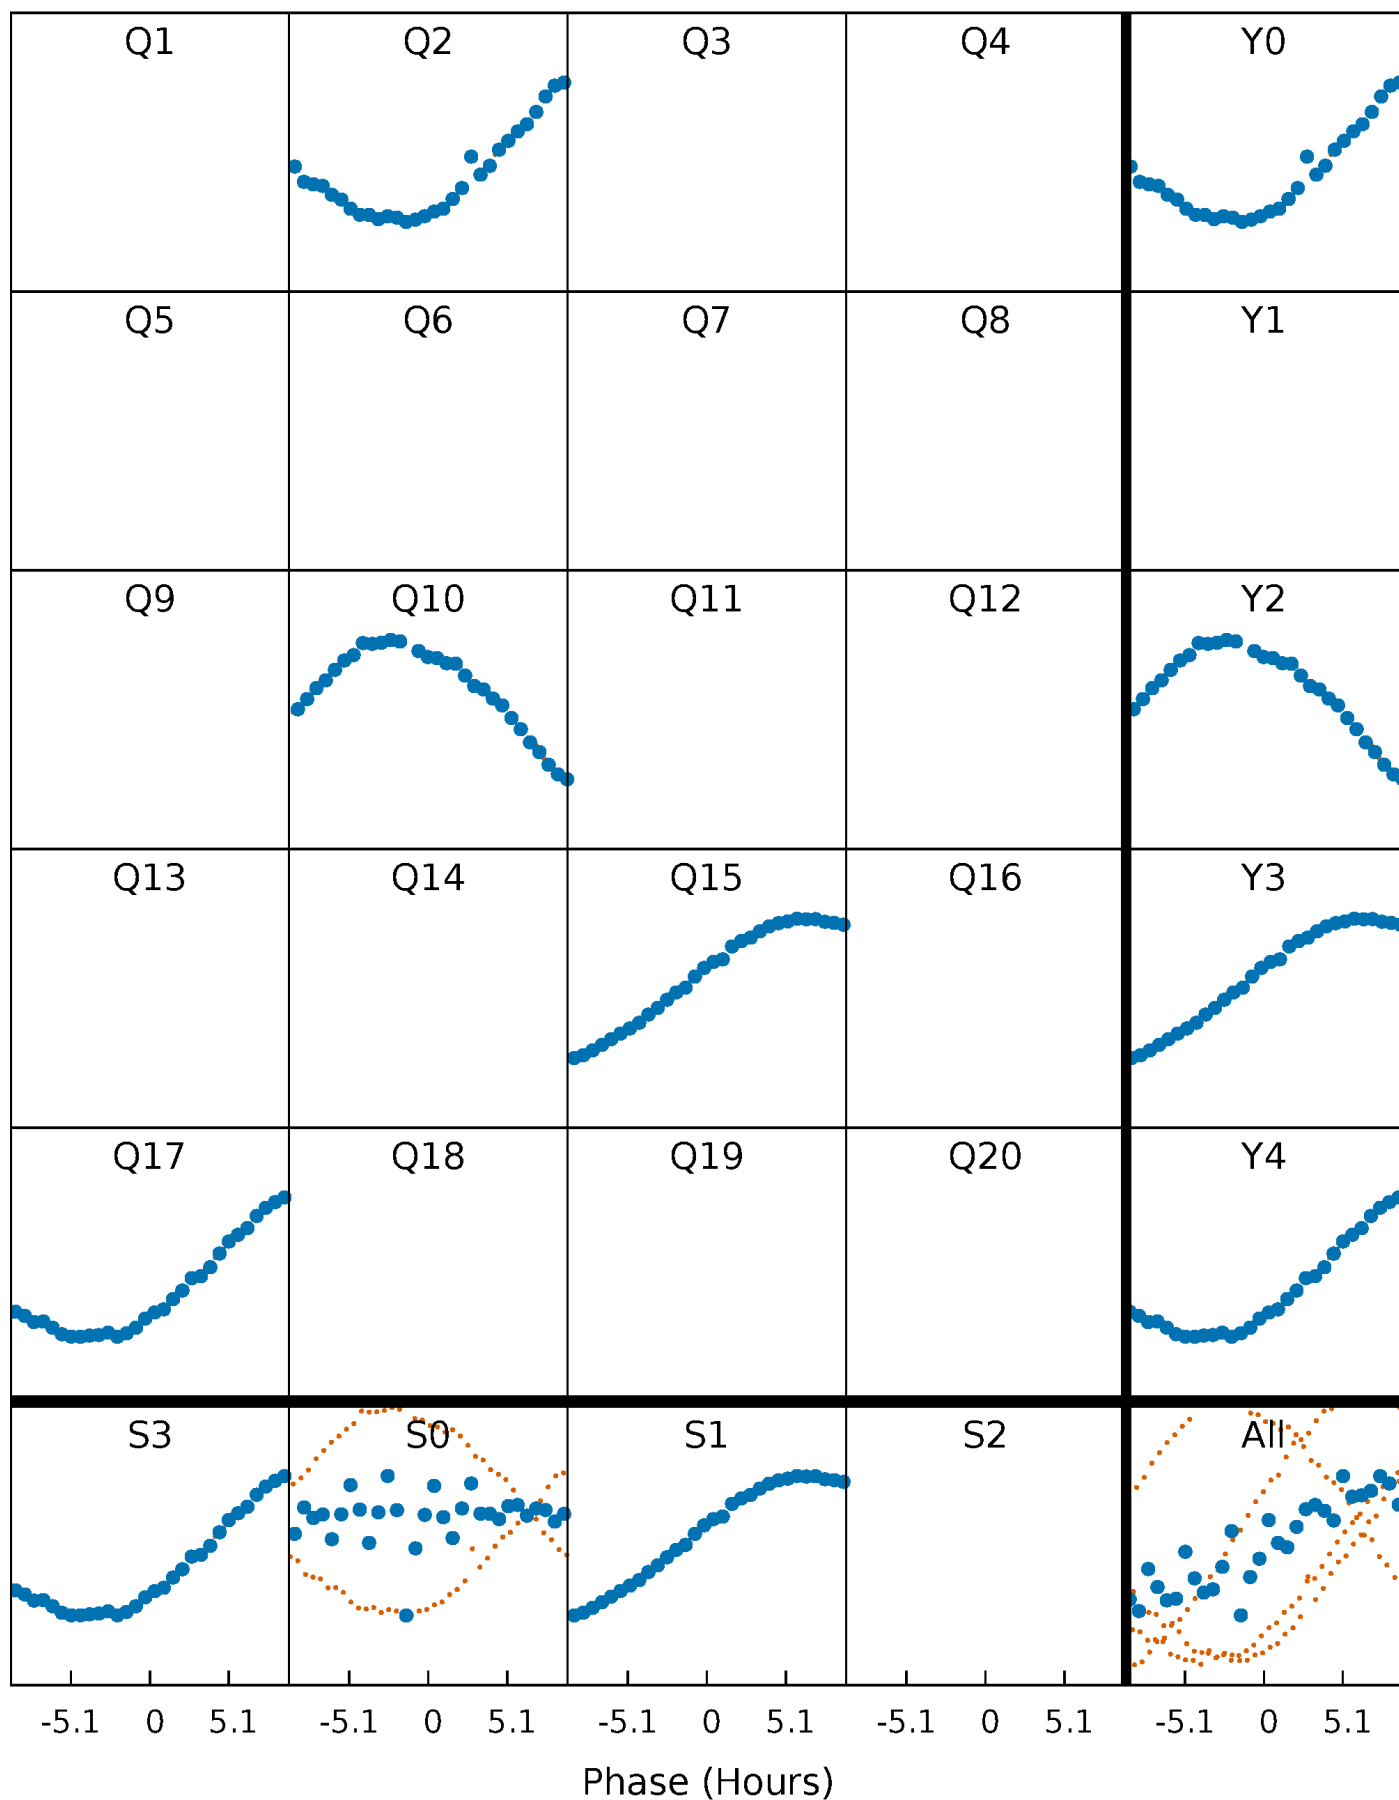 Q1 Q2 Q3 Q4 Y0
Q5 Q6 Q7 Q8 Y1
Q9 Q10 Q11 Q12 Y2
Q13 Q14 Q15 Q16 Y3
Q17 Q18 Q19 Q20 Y4
S3 S0 S1 S2 All
-5.1 0 5.1 -5.1 0 5.1 -5.1 0 5.1 -5.1 0 5.1 -5.1 0 5.1
Phase (Hours)